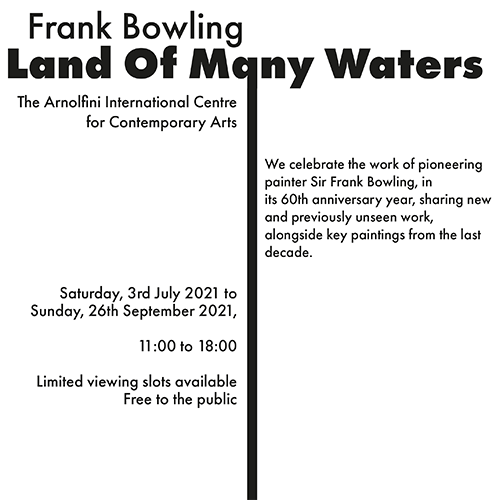 Frank Bowling
Land Of Many Waters
The Arnolfini International Centre
for Contemporary Arts
We celebrate the work of pioneering
painter Sir Frank Bowling, in
its 60th anniversary year, sharing new
and previously unseen work,
alongside key paintings from the last
decade.
Saturday, 3rd July 2021 to
Sunday, 26th September 2021,
11:00 to 18:00
Limited viewing slots available
Free to the public